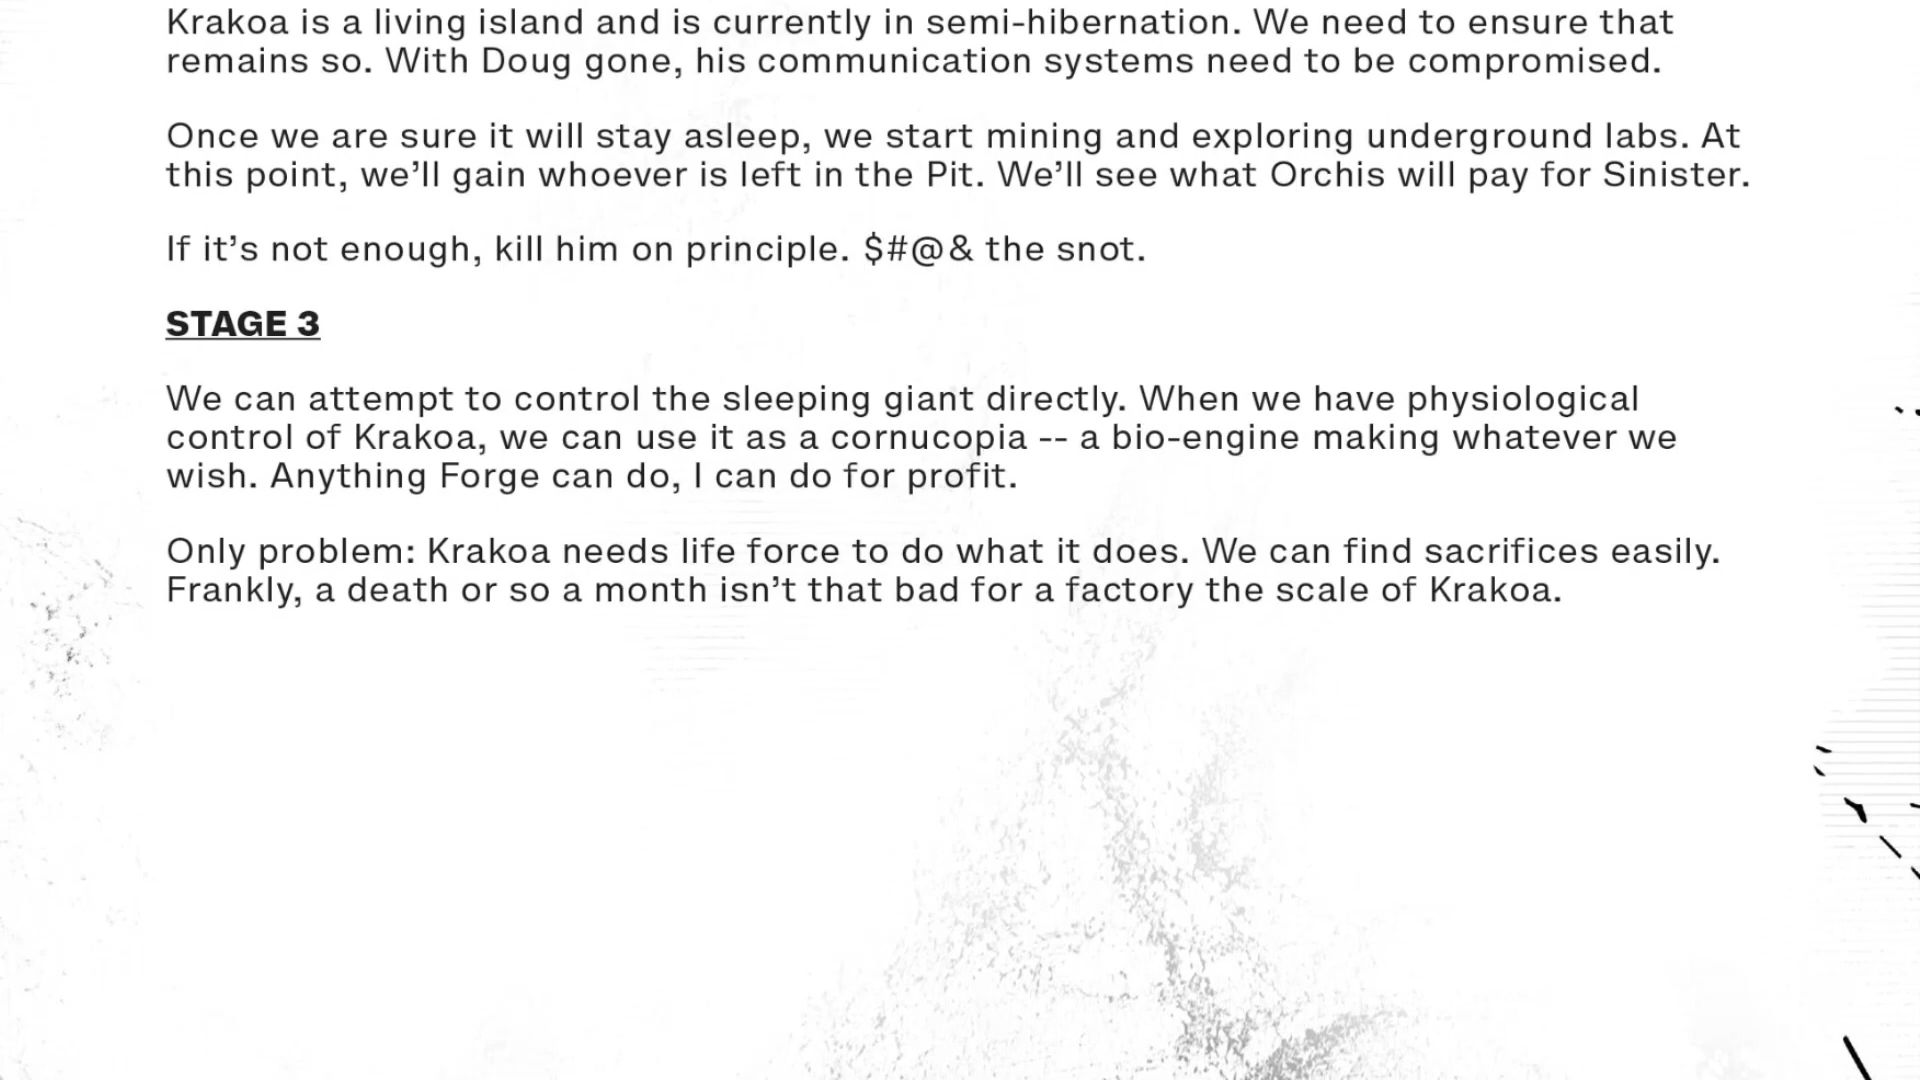 Krakoa is a living island and is currently in semi-hibernation. We need to ensure that
remains so. With Doug gone, his communication systems need to be compromised.
Once we are sure it will stay asleep, we start mining and exploring underground labs. At
this point, we’ll gain whoever is left in the Pit. We’ll see what Orchis will pay for Sinister.
If it’s not enough, kill him on principle. $#@& the snot.
STAGE 3
We can attempt to control the sleeping giant directly. When we have physiological
control of Krakoa, we can use it as a cornucopia -- a bio-engine making whatever we
wish. Anything Forge can do, I can do for profit.
Only problem: Krakoa needs life force to do what it does. We can find sacrifices easily.
Frankly, a death or so a month isn’t that bad for a factory the scale of Krakoa.